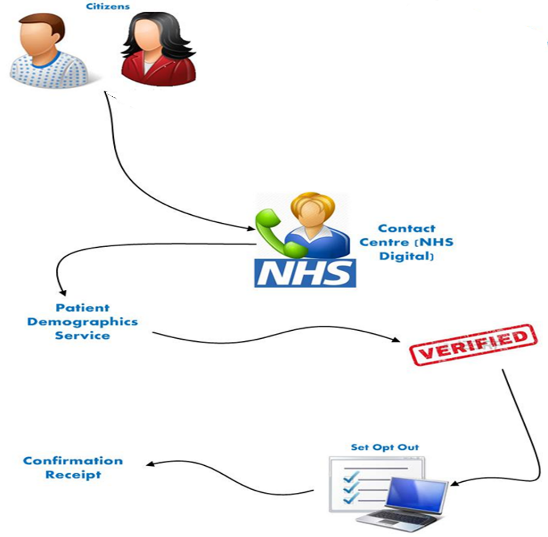 Citizens
Contact
Centre (NHS
Digital)
NHS
Patient
Demographics
Service
VERIFIED
Set Opt Out
Confirmation
Receipt